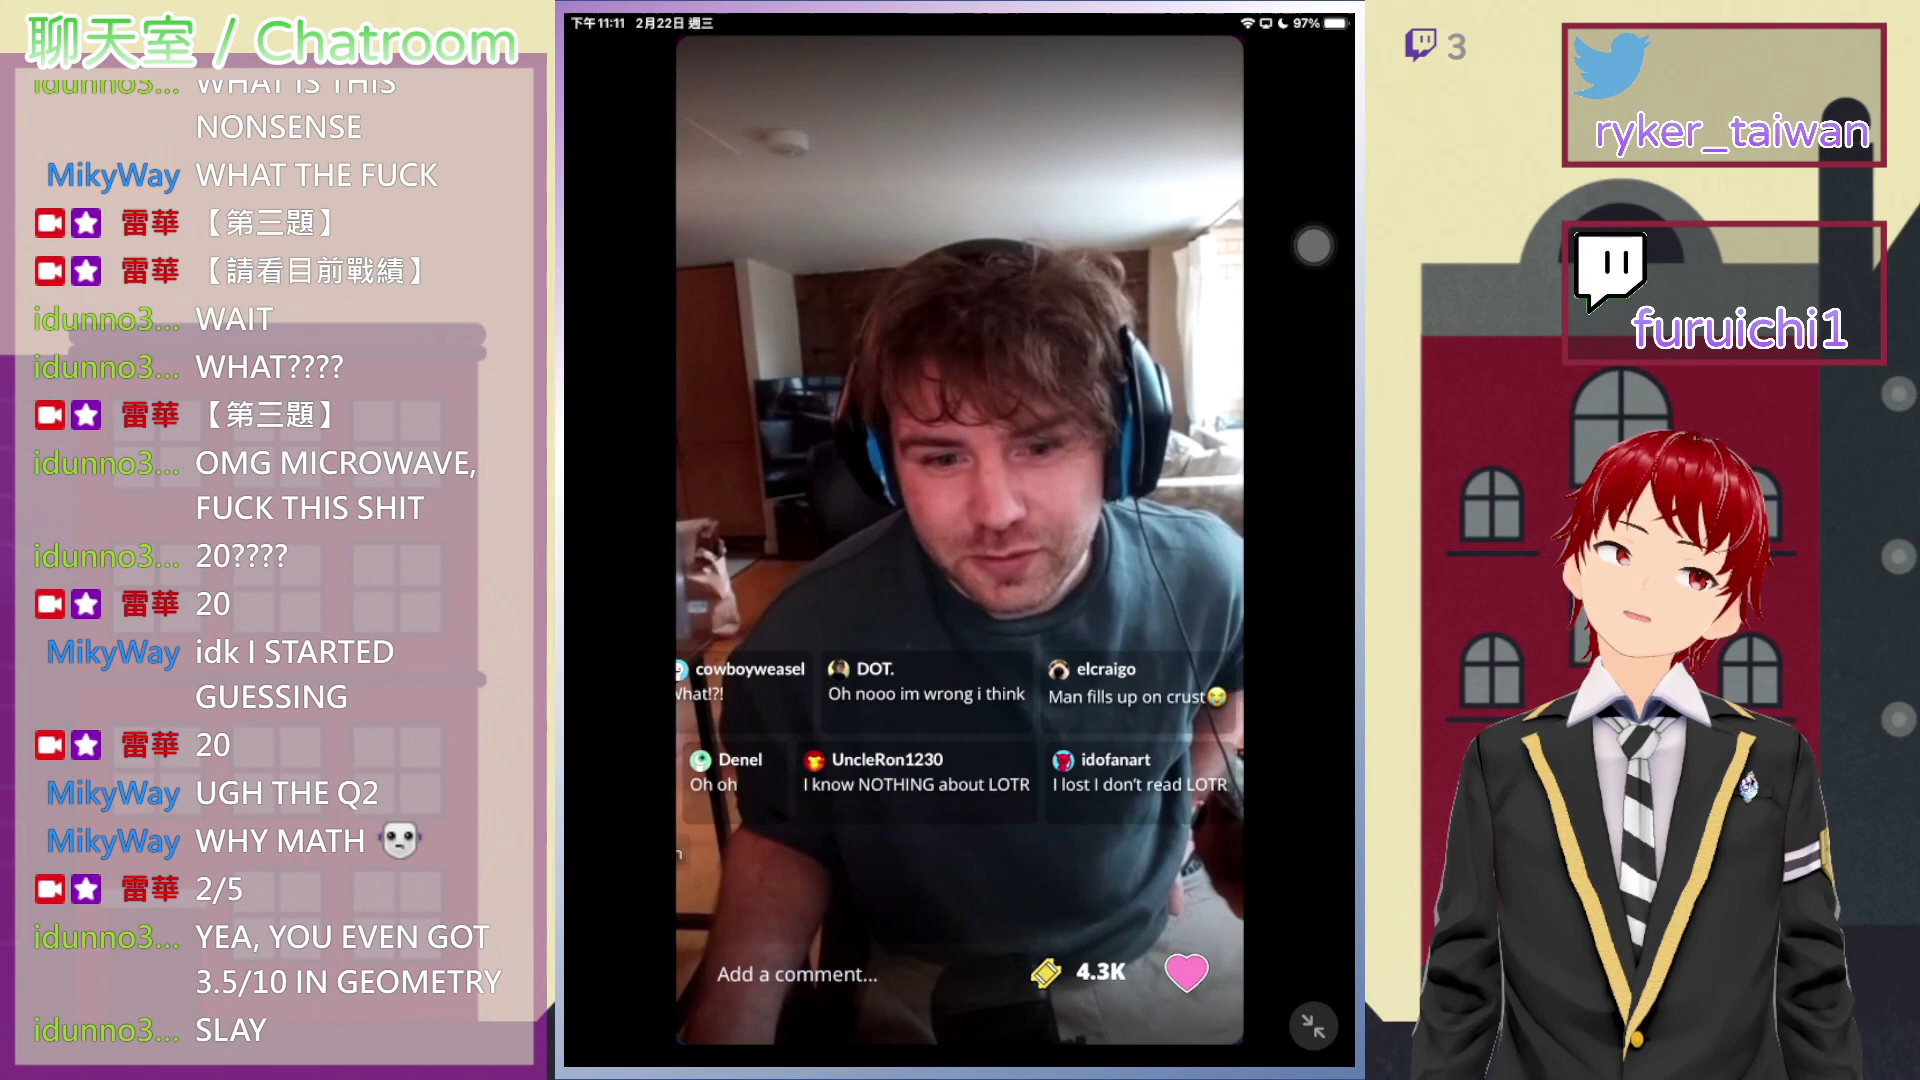 聊天室 / Chatroom
idunno3... WHAT IS THIS
NONSENSE
MikyWay WHAT THE FUCK
雷華 【第三題】
雷華 【請看目前戰績】
idunno3... WAIT
idunno3... WHAT????
雷華 【第三題】
idunno3... OMG MICROWAVE,
FUCK THIS SHIT
idunno3... 20????
雷華 20
MikyWay idk I STARTED
GUESSING
雷華 20
MikyWay UGH THE Q2
MikyWay WHY MATH
雷華 2/5
idunno3... YEA, YOU EVEN GOT
3.5/10 IN GEOMETRY
idunno3... SLAY
下午11:11 2月22日 週三
97%
cowboyweasel
What!?!
DOT.
Oh nooo im wrong i think
elcraigo
Man fills up on crust😭
Denel
Oh oh
UncleRon1230
I know NOTHING about LOTR
idofanart
I lost I don't read LOTR
Add a comment...
4.3K
3
ryker_taiwan
furuichi1